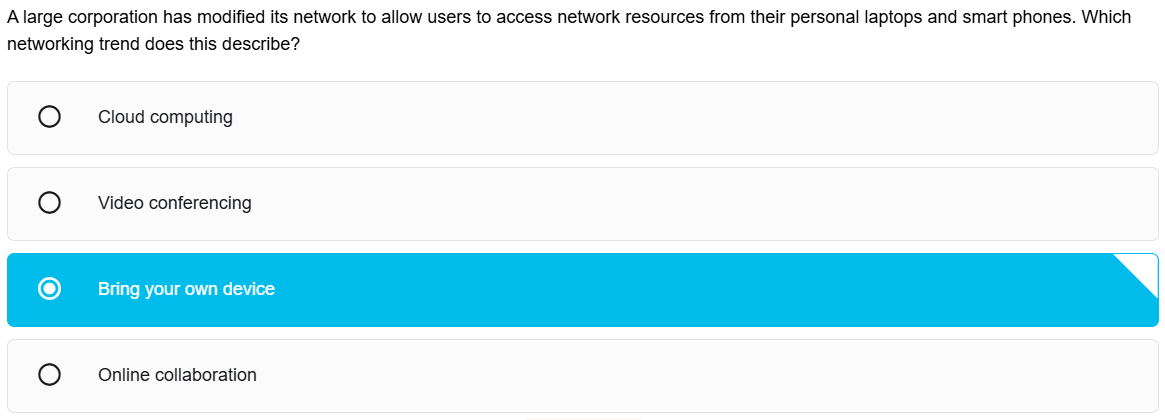 A large corporation has modified its network to allow users to access network resources from their personal laptops and smart phones. Which
networking trend does this describe?
Cloud computing
Video conferencing
Bring your own device
Online collaboration